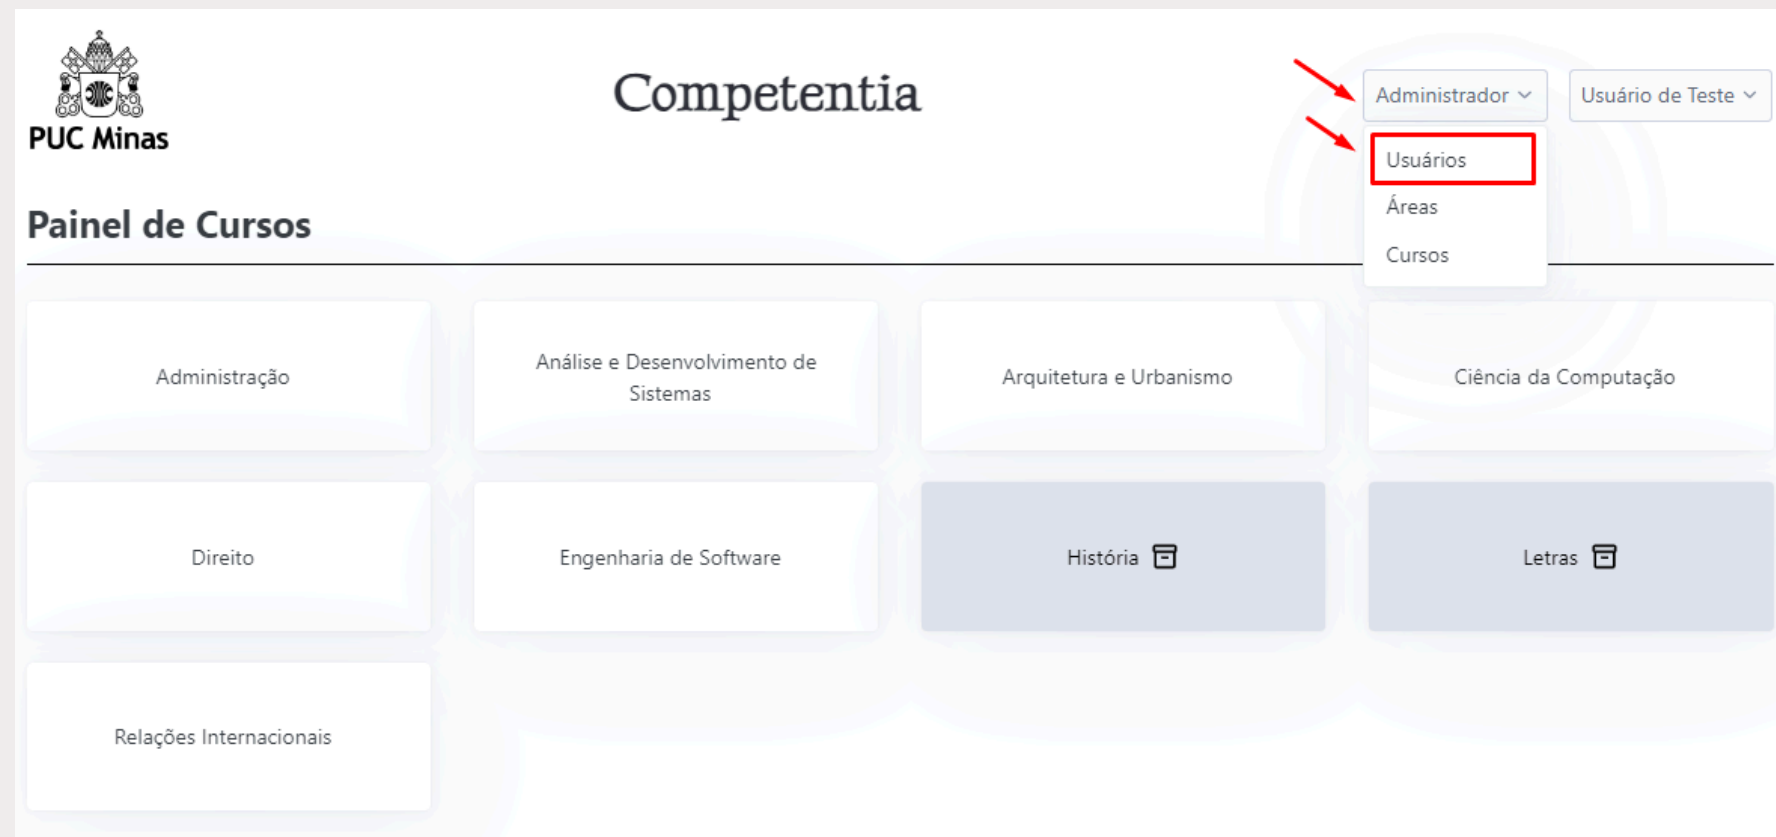 PUC Minas
Competentia
Administrador
Usuário de Teste
Usuários
Áreas
Cursos
Painel de Cursos
Administração
Análise e Desenvolvimento de
Sistemas
Arquitetura e Urbanismo
Ciência da Computação
Direito
Engenharia de Software
História
Letras
Relações Internacionais